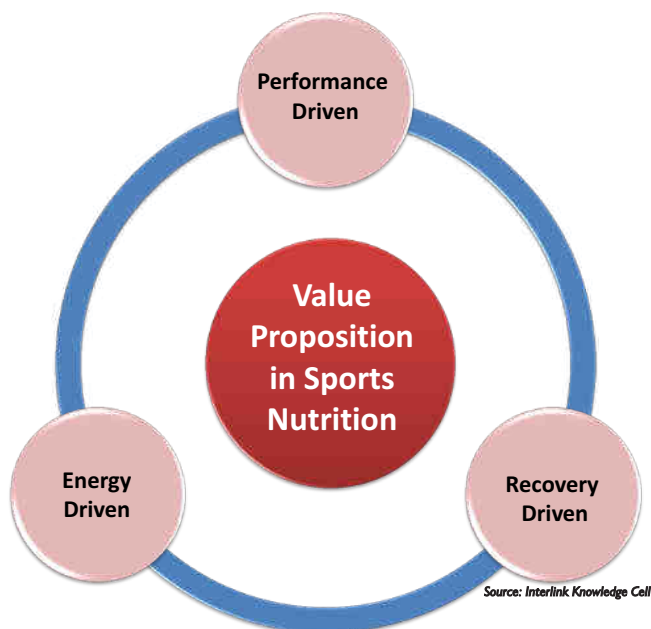 Performance
Driven
Value
Proposition
in Sports
Nutrition
Energy
Driven
Recovery
Driven
Source: Interlink Knowledge Cell